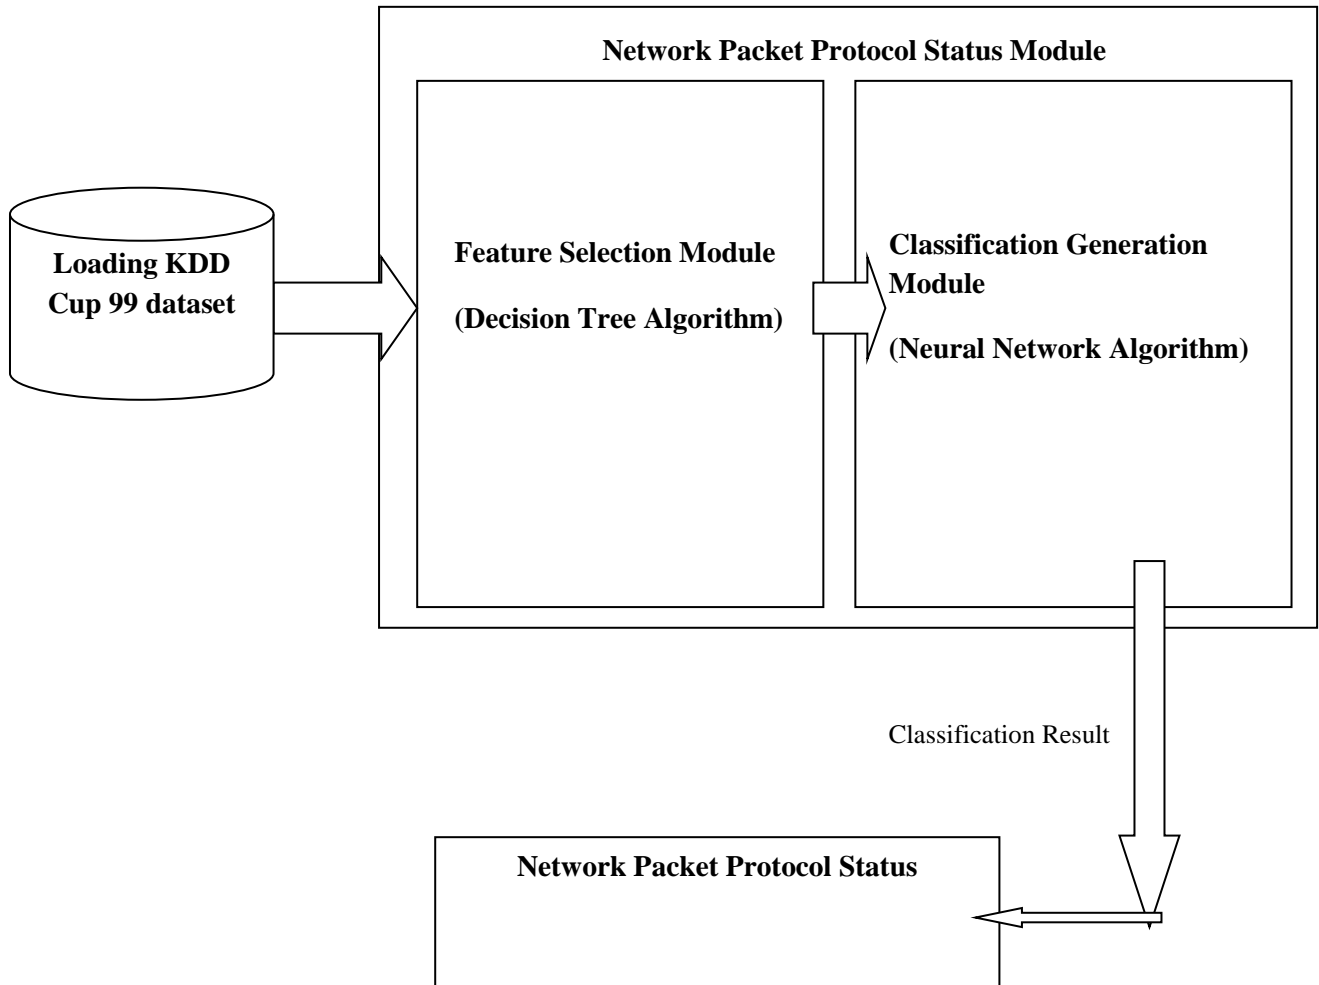 Network Packet Protocol Status Module
Loading KDD
Cup 99 dataset
Feature Selection Module
(Decision Tree Algorithm)
Classification Generation
Module
(Neural Network Algorithm)
Classification Result
Network Packet Protocol Status